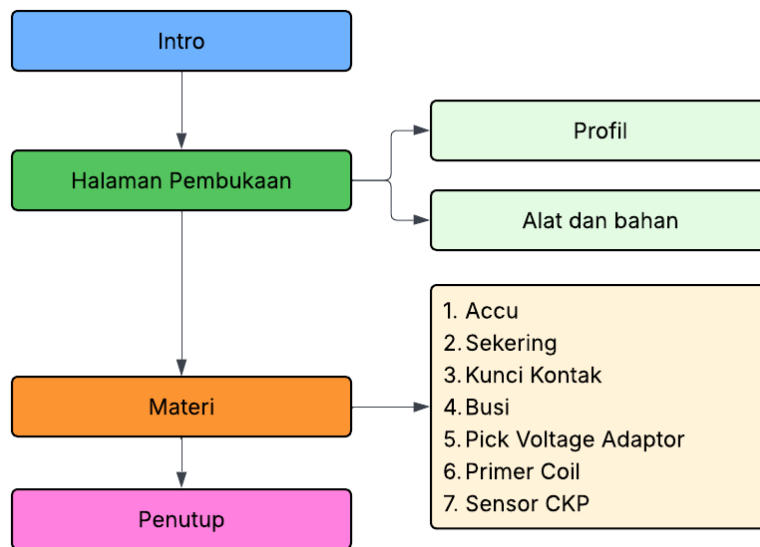 Intro
Halaman Pembukaan
Profil
Alat dan bahan
Materi
1. Accu
2. Sekering
3. Kunci Kontak
4. Busi
5. Pick Voltage Adaptor
6. Primer Coil
7. Sensor CKP
Penutup